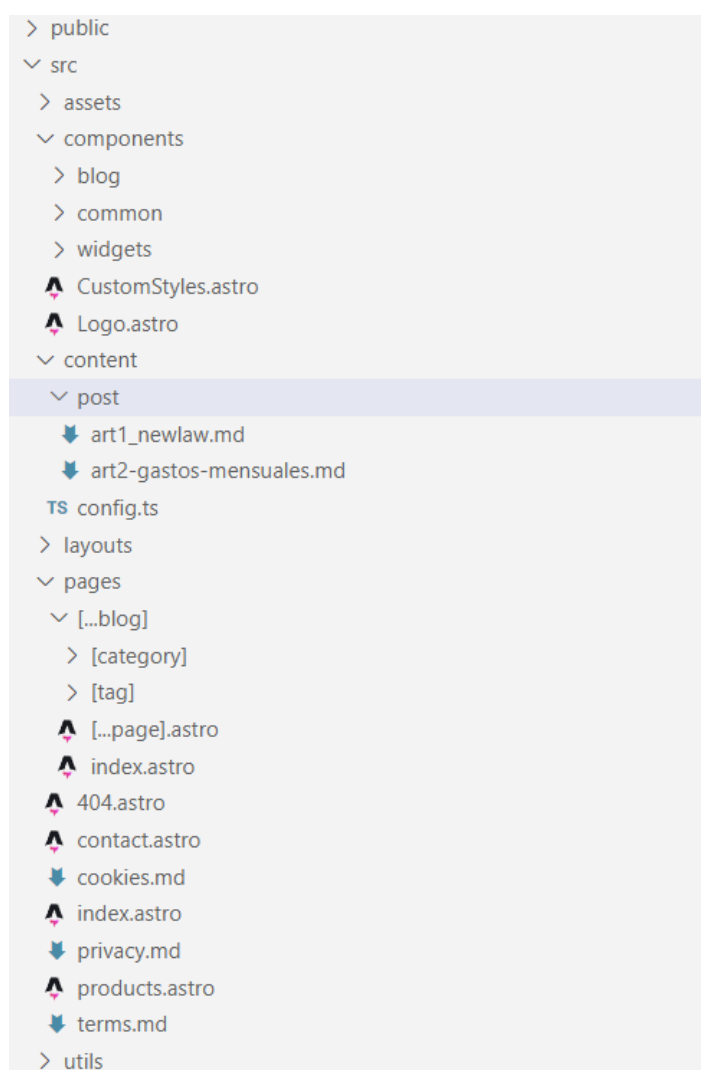 public
src
assets
components
blog
common
widgets
CustomStyles.astro
Logo.astro
content
post
art1_newlaw.md
art2-gastos-mensuales.md
TS config.ts
layouts
pages
[...blog]
[category]
[tag]
[...page].astro
index.astro
404.astro
contact.astro
cookies.md
index.astro
privacy.md
products.astro
terms.md
utils